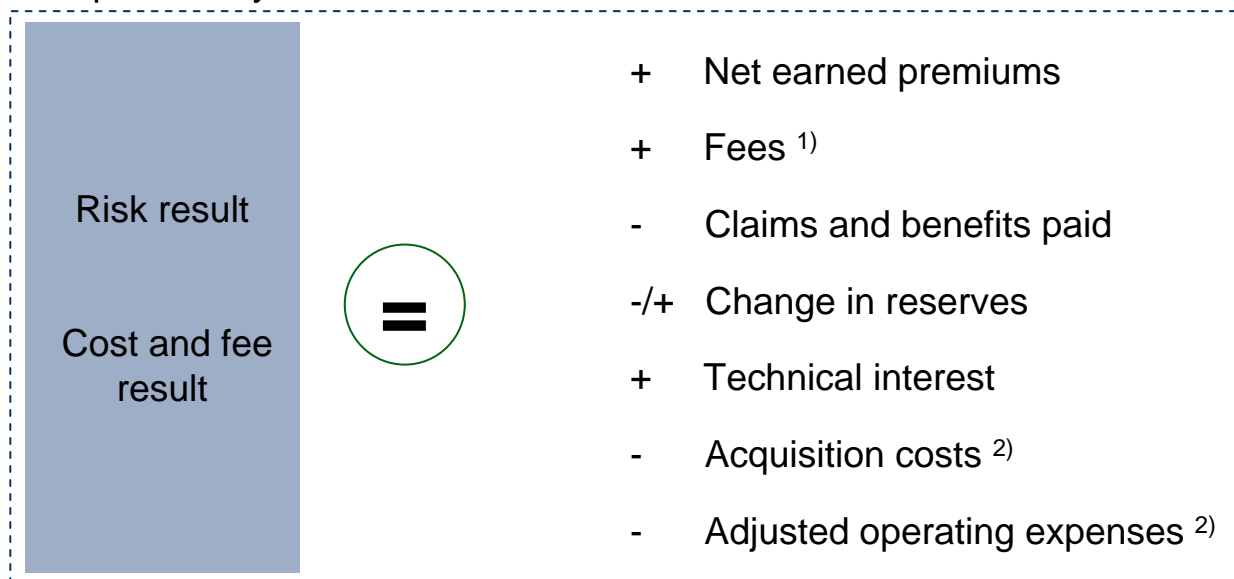 Risk result
Cost and fee
result
=
+ Net earned premiums
+ Fees 1)
- Claims and benefits paid
-/+ Change in reserves
+ Technical interest
- Acquisition costs 2)
- Adjusted operating expenses 2)